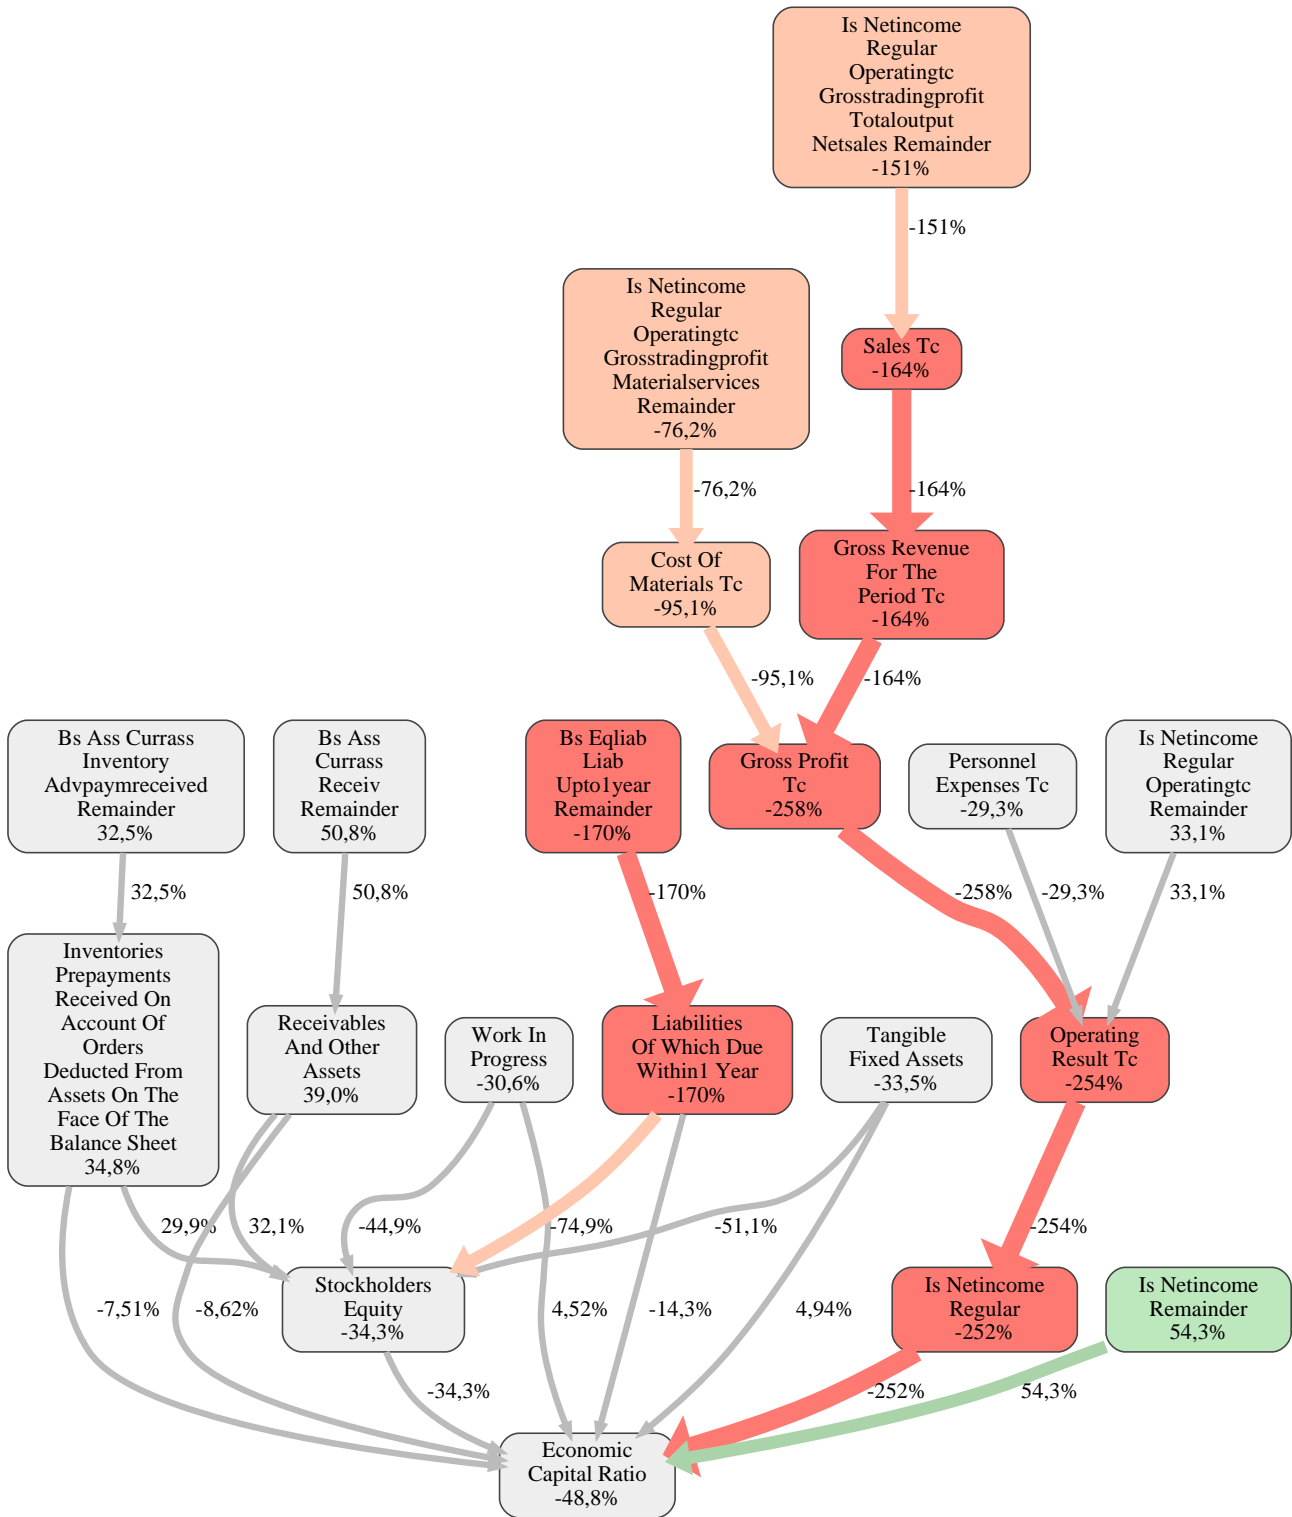 Is Netincome
Regular
Operatingtc
Grosstradingprofit
Totaloutput
Netsales Remainder
-151%
-151%
Is Netincome
Regular
Operatingtc
Grosstradingprofit
Materialservices
Remainder
-76,2%
Sales Tc
-164%
-76,2%
-164%
Cost Of
Materials Tc
-95,1%
Gross Revenue
For The
Period Tc
-164%
-95,1%
-164%
Bs Ass Currass
Inventory
Advpaymreceived
Remainder
32,5%
Bs Ass
Currass
Receiv
Remainder
50,8%
Bs Eqliab
Liab
Upto1year
Remainder
-170%
Gross Profit
Tc
-258%
Personnel
Expenses Tc
-29,3%
Is Netincome
Regular
Operatingtc
Remainder
33,1%
32,5%
50,8%
-170%
-258%
-29,3%
33,1%
Inventories
Prepayments
Received On
Account Of
Orders
Deducted From
Assets On The
Face Of The
Balance Sheet
34,8%
Receivables
And Other
Assets
39,0%
Work In
Progress
-30,6%
Liabilities
Of Which Due
Within1 Year
-170%
Tangible
Fixed Assets
-33,5%
Operating
Result Tc
-254%
29,9%
32,1%
-44,9%
-74,9%
-51,1%
-254%
Stockholders
Equity
-34,3%
Is Netincome
Regular
-252%
Is Netincome
Remainder
54,3%
-7,51%
-8,62%
4,52%
-14,3%
4,94%
-34,3%
-252%
54,3%
Economic
Capital Ratio
-48,8%